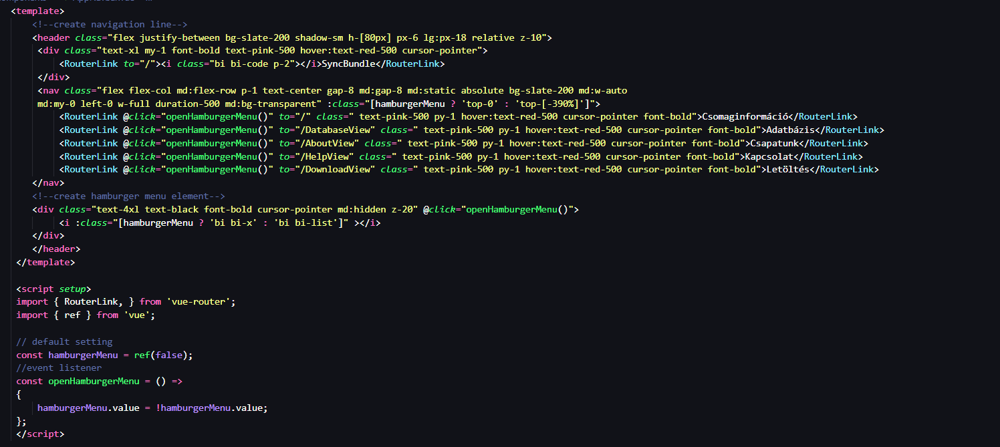 <template>
<!--create navigation line-->
<header class="flex justify-between bg-slate-200 shadow-sm h-[80px] px-6 lg:px-18 relative z-10">
<div class="text-xl my-1 font-bold text-pink-500 hover:text-red-500 cursor-pointer">
<RouterLink to="/"><i class="bi bi-code p-2"></i>SyncBundle</RouterLink>
</div>
<nav class="flex flex-col md:flex-row p-1 text-center gap-8 md:gap-8 md:static absolute bg-slate-200 md:w-auto
md:my-0 left-0 w-full duration-500 md:bg-transparent" :class="[hamburgerMenu ? 'top-0' : 'top-[-390%]']">
<RouterLink @click="openHamburgerMenu()" to="/" class=" text-pink-500 py-1 hover:text-red-500 cursor-pointer font-bold">Csomaginformáció</RouterLink>
<RouterLink @click="openHamburgerMenu()" to="/DatabaseView" class=" text-pink-500 py-1 hover:text-red-500 cursor-pointer font-bold">Adatbázis</RouterLink>
<RouterLink @click="openHamburgerMenu()" to="/AboutView" class=" text-pink-500 py-1 hover:text-red-500 cursor-pointer font-bold">Csapatunk</RouterLink>
<RouterLink @click="openHamburgerMenu()" to="/HelpView" class=" text-pink-500 py-1 hover:text-red-500 cursor-pointer font-bold">Kapcsolat</RouterLink>
<RouterLink @click="openHamburgerMenu()" to="/DownloadView" class=" text-pink-500 py-1 hover:text-red-500 cursor-pointer font-bold">Letöltés</RouterLink>
</nav>
<!--create hamburger menu element-->
<div class="text-4xl text-black font-bold cursor-pointer md:hidden z-20" @click="openHamburgerMenu()">
<i :class="[hamburgerMenu ? 'bi bi-x' : 'bi bi-list']" ></i>
</div>
</header>
</template>
<script setup>
import { RouterLink, } from 'vue-router';
import { ref } from 'vue';
// default setting
const hamburgerMenu = ref(false);
//event listener
const openHamburgerMenu = () =>
{
hamburgerMenu.value = !hamburgerMenu.value;
};
</script>